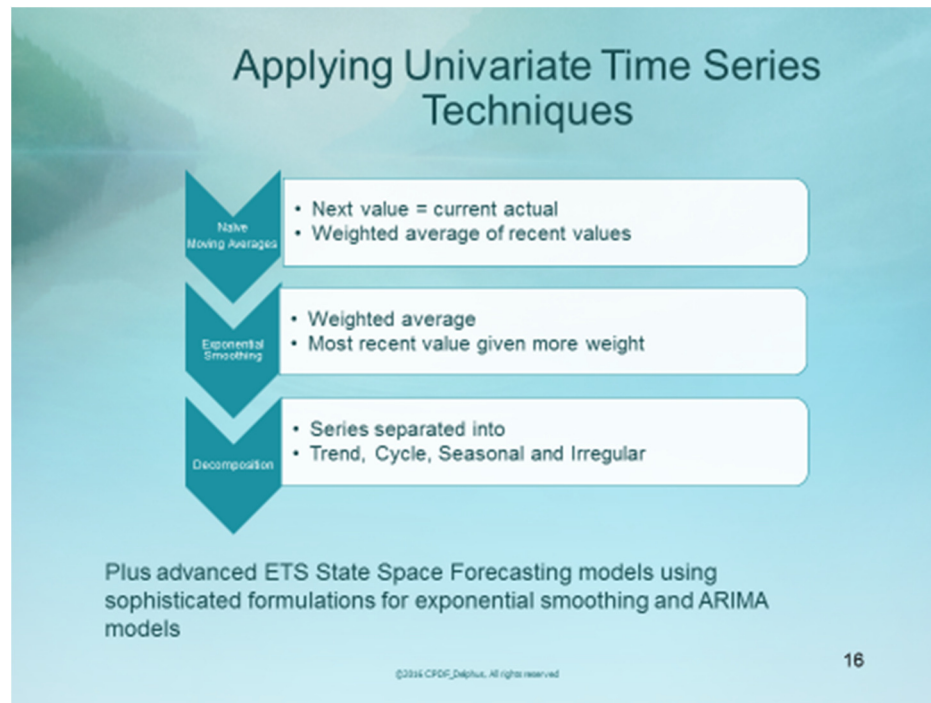 Applying Univariate Time Series
Techniques
Naïve
Moving Averages
• Next value = current actual
• Weighted average of recent values
Exponential
Smoothing
• Weighted average
• Most recent value given more weight
Decomposition
• Series separated into
• Trend, Cycle, Seasonal and Irregular
Plus advanced ETS State Space Forecasting models using
sophisticated formulations for exponential smoothing and ARIMA
models
16
©2016 CPDF_Delphus, All rights reserved